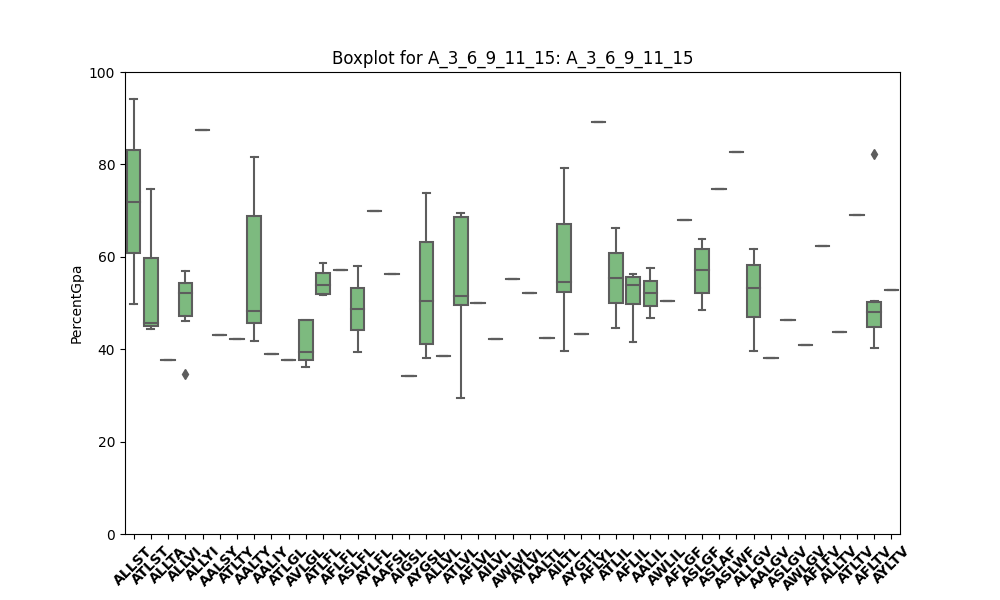 Boxplot for A_3_6_9_11_15: A_3_6_9_11_15
PercentGpa
100
80
60
40
20
0
ALLST
ATLST
ALLTA
ALLVI
ALLYI
AALSY
ATLTY
AALTY
AALIY
ATLGL
AVLGL
ATLFL
AFLFL
ASLFL
AYLFL
AAFSL
AIGSL
AYGSL
ALLVL
ATLVL
AFLVL
AILVL
AWLVL
AYLVL
AALTL
AILTL
AYGTL
AFLYL
ATLIL
AFLIL
AALIL
AWLIL
AFLGF
ASLGF
ASLAF
ASLWF
ALLGV
AALGV
ASLGV
AWLGV
AFLFV
ALLTV
ATLTV
AFLTV
AYLTV